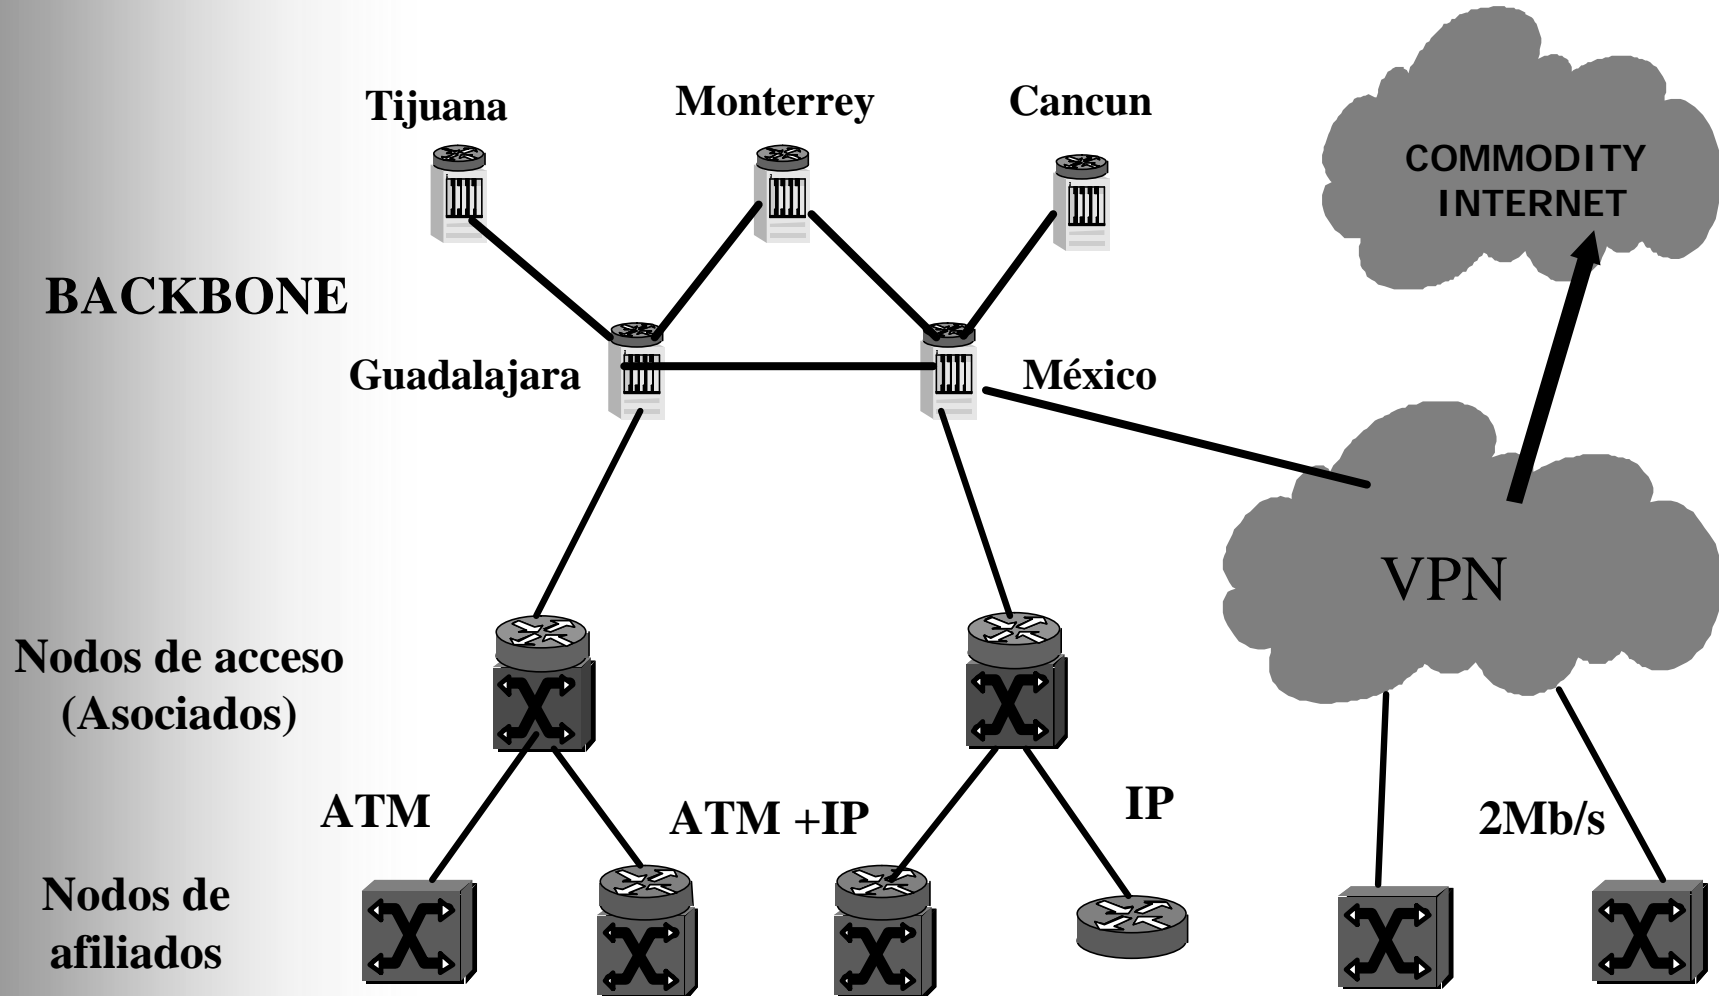 Tijuana
Monterrey
Cancun
COMMODITY
INTERNET
BACKBONE
Guadalajara
México
VPN
Nodos de acceso
(Asociados)
ATM
ATM +IP
IP
2Mb/s
Nodos de
afiliados